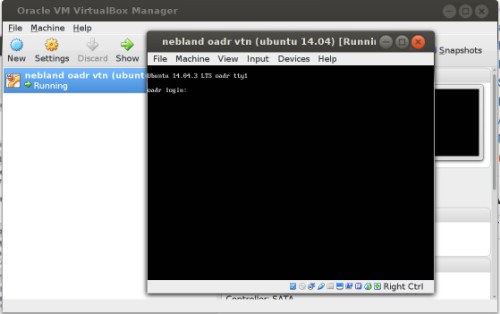 Oracle VM VirtualBox Manager
File Machine Help
New Settings Discard Show
Snapshots
nebland oadr vtn (ubunt
Running
nebland oadr vtn (ubuntu 14.04) [Runni
File Machine View Input Devices Help
Ubuntu 14.04.3 LTS oadr tty1
oadr login:
Right Ctrl
Controller: SATA